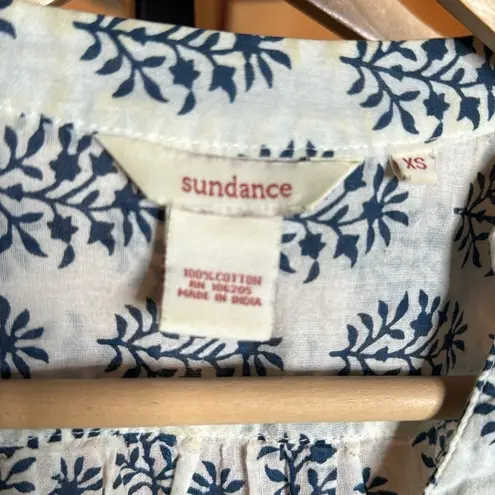 sundance
XS
100% COTTON
RN 106205
MADE IN INDIA